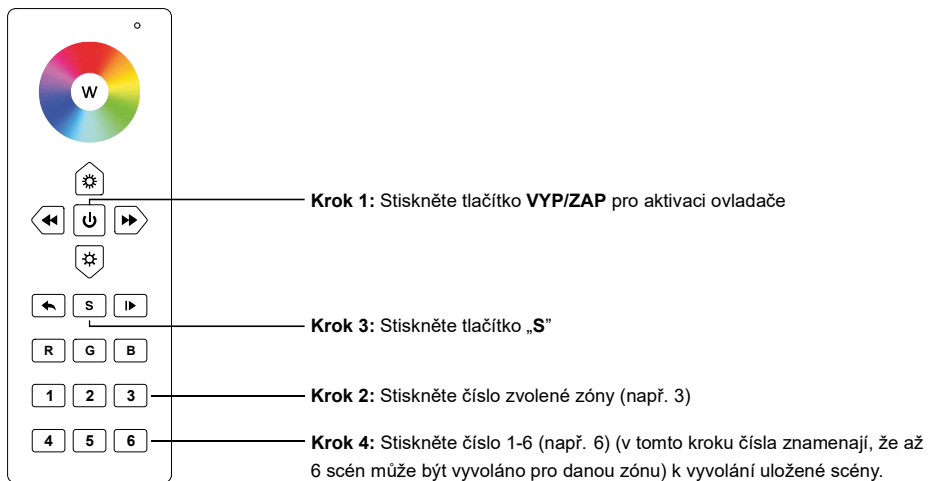 W
Krok 1: Stiskněte tlačítko VYP/ZAP pro aktivaci ovladače
S
Krok 3: Stiskněte tlačítko „S”
R G B
1 2 3
Krok 2: Stiskněte číslo zvolené zóny (např. 3)
4 5 6
Krok 4: Stiskněte číslo 1-6 (např. 6) (v tomto kroku čísla znamenají, že až
6 scén může být vyvoláno pro danou zónu) k vyvolání uložené scény.